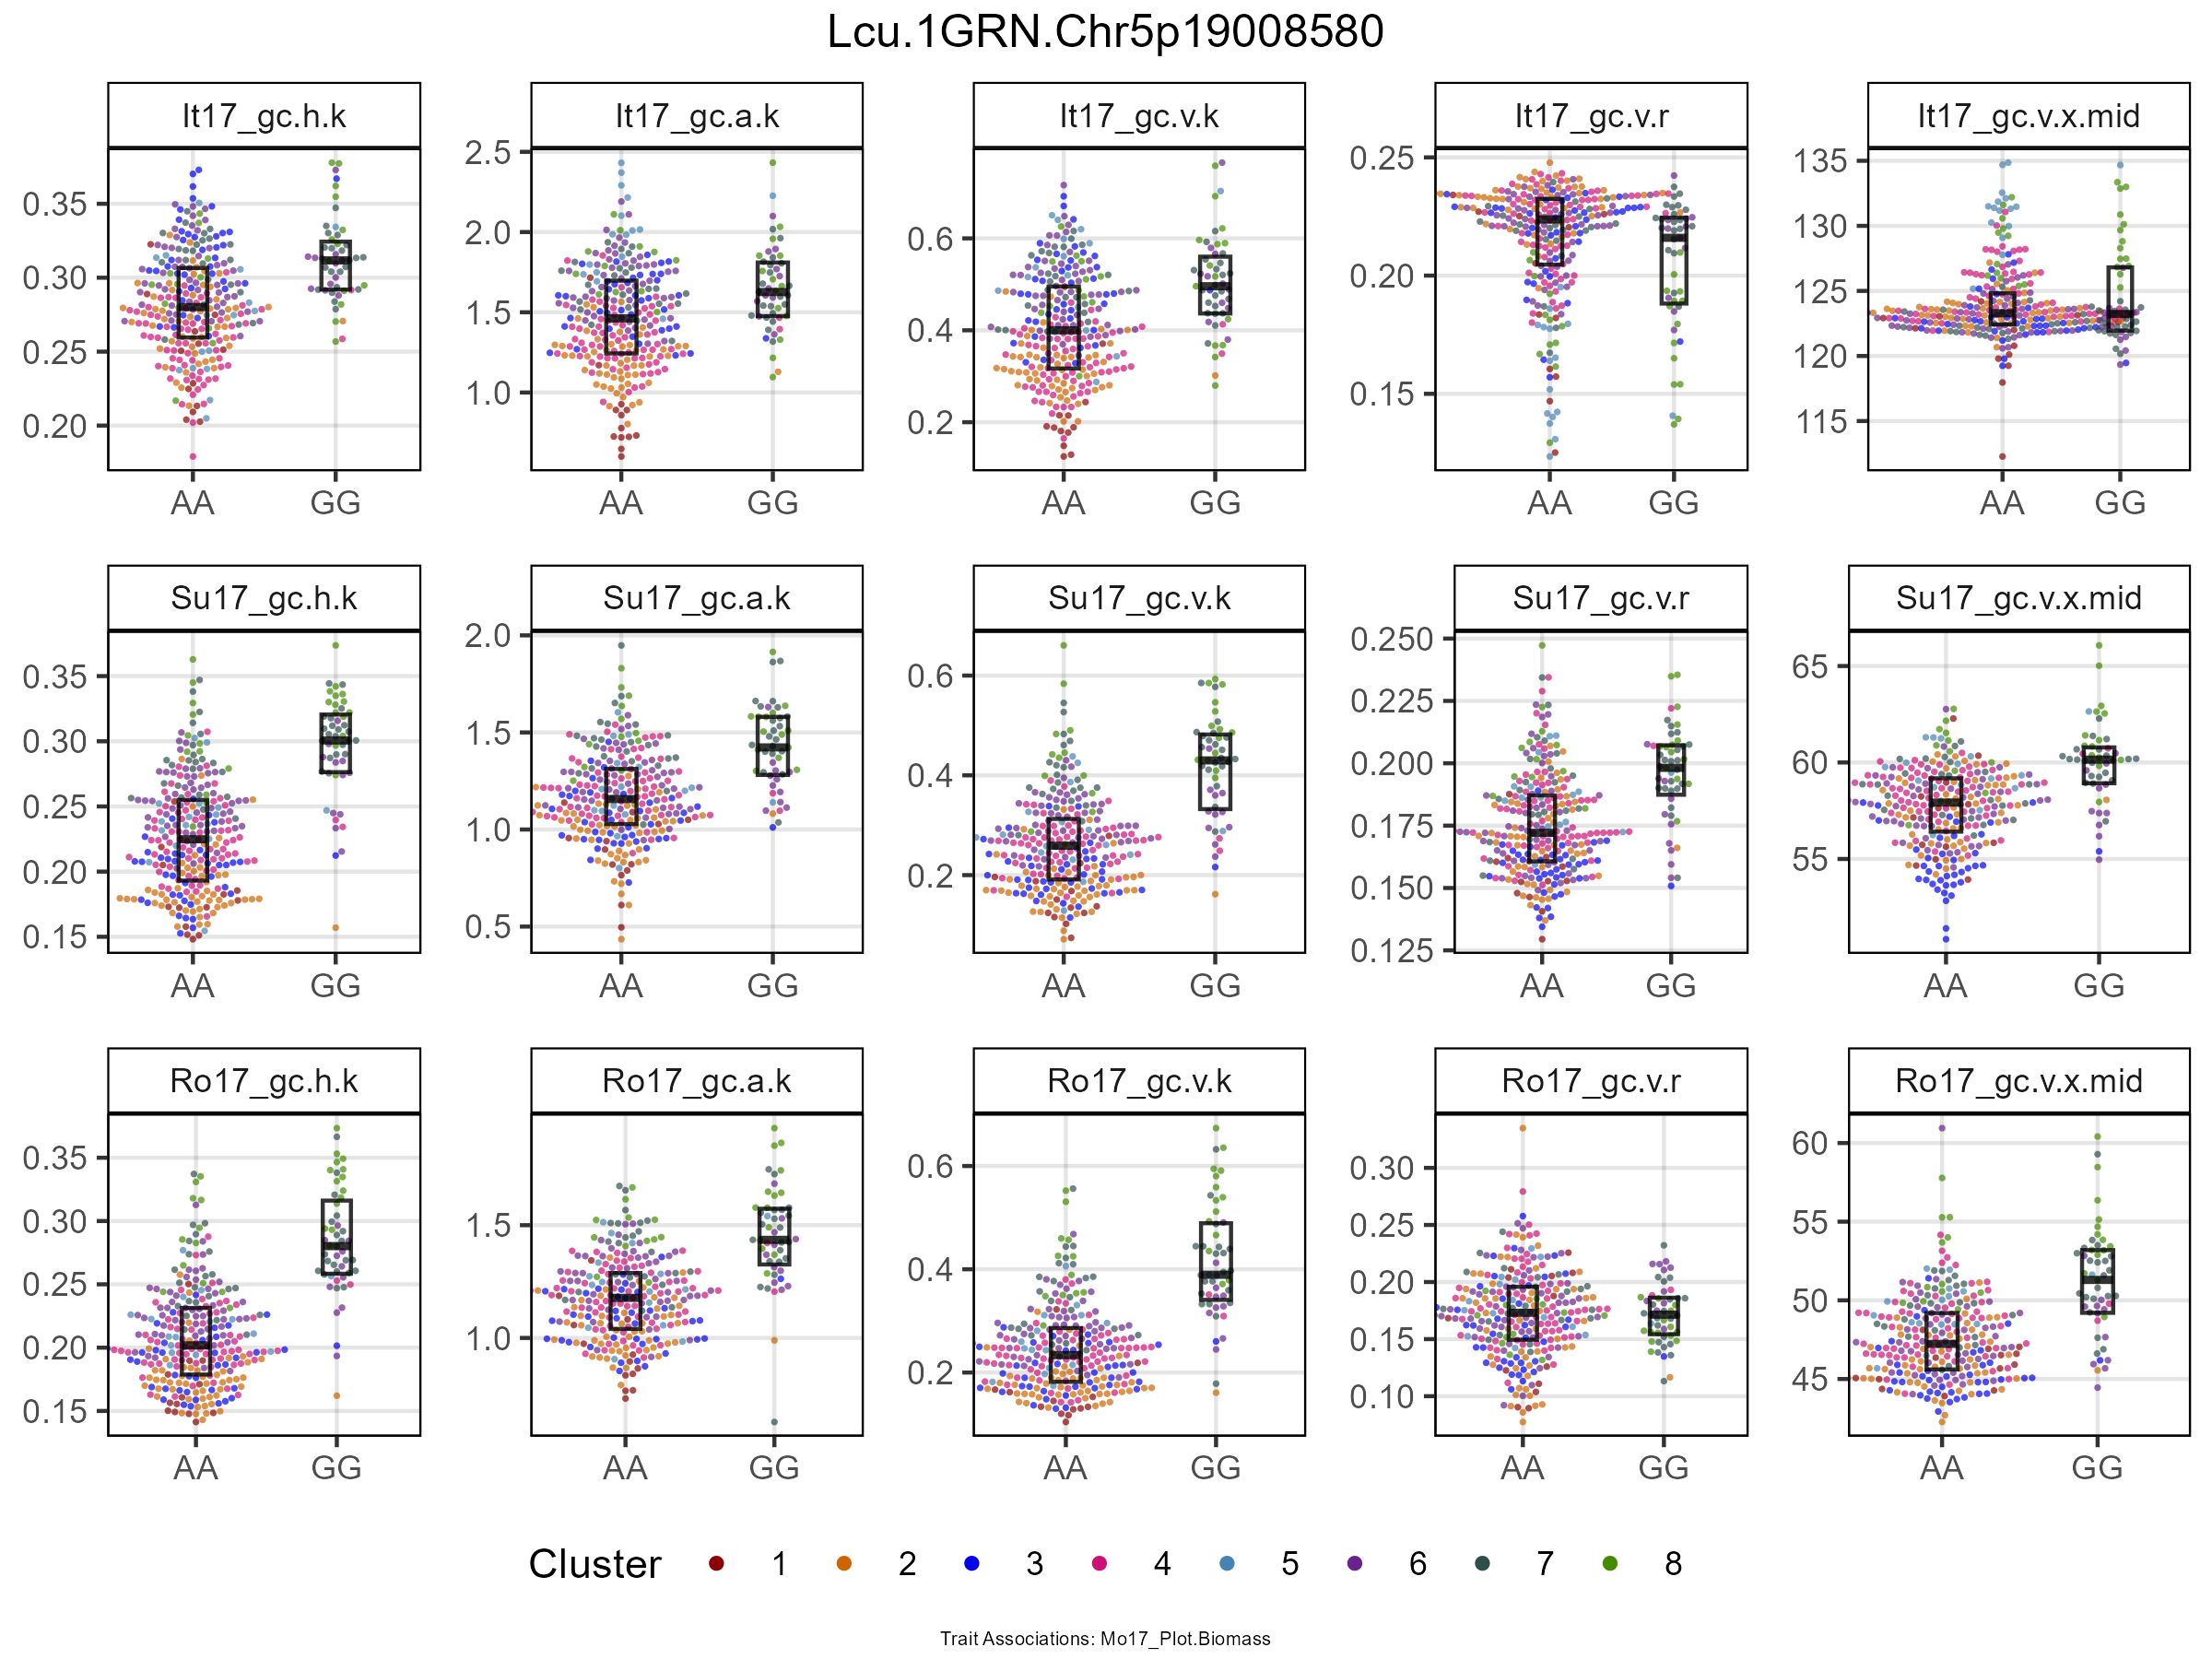 Lcu.1GRN.Chr5p19008580
It17_gc.h.k It17_gc.a.k It17_gc.v.k It17_gc.v.r It17_gc.v.x.mid
0.35 0.30 0.25 0.20
2.5 2.0 1.5 1.0
0.6 0.4 0.2
0.25 0.20 0.15
135 130 125 120 115
AA GG AA GG AA GG AA GG AA GG
Su17_gc.h.k Su17_gc.a.k Su17_gc.v.k Su17_gc.v.r Su17_gc.v.x.mid
0.35 0.30 0.25 0.20 0.15
2.0 1.5 1.0 0.5
0.6 0.4 0.2
0.250 0.225 0.200 0.175 0.150 0.125
65 60 55
AA GG AA GG AA GG AA GG AA GG
Ro17_gc.h.k Ro17_gc.a.k Ro17_gc.v.k Ro17_gc.v.r Ro17_gc.v.x.mid
0.35 0.30 0.25 0.20 0.15
1.5 1.0
0.6 0.4 0.2
0.30 0.25 0.20 0.15 0.10
60 55 50 45
AA GG AA GG AA GG AA GG AA GG
Cluster 1 2 3 4 5 6 7 8
Trait Associations: Mo17_Plot.Biomass